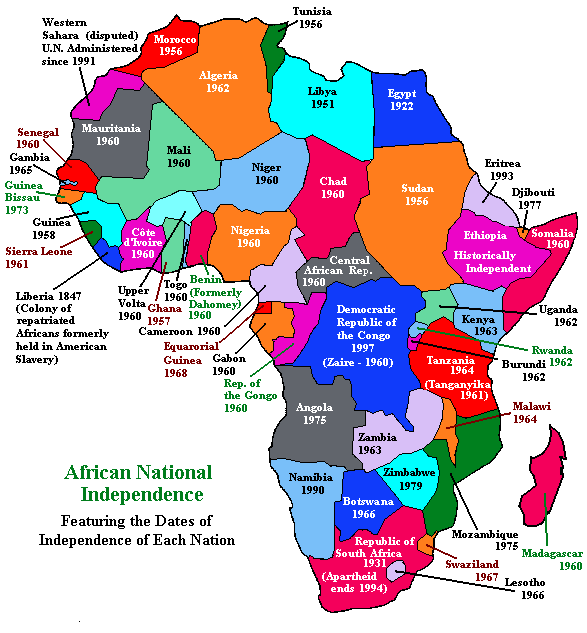 Tunisia
1956
Western
Sahara (disputed)
U.N. Administered
since 1991
Morocco
1956
Algeria
1962
Libya
1951
Egypt
1922
Mauritania
1960
Mali
1960
Niger
1960
Chad
1960
Sudan
1956
Eritrea
1993
Djibouti
1977
Somalia
1960
Ethiopia
Historically
Independent
Senegal
1960
Gambia
1965
Guinea
Bissau
1973
Guinea
1958
Sierra Leone
1961
Liberia 1847
(Colony of
repatriated
Africans formerly
held in American
Slavery)
Côte
d'Ivoire
1960
Upper
Volta
1960
Ghana
1957
Togo
1960
Benin
(Formerly
Dahomey)
1960
Nigeria
1960
Cameroon 1960
Central
African Rep.
1960
Equarorial
Guinea
1968
Gabon
1960
Rep. of
the Gongo
1960
Democratic
Republic of
the Congo
1997
(Zaire - 1960)
Uganda
1962
Kenya
1963
Rwanda
1962
Burundi
1962
Tanzania
1964
(Tanganyika
1961)
Malawi
1964
Angola
1975
Zambia
1963
Zimbabwe
1979
Namibia
1990
Botswana
1966
Mozambique
1975
Madagascar
1960
Republic of
South Africa
1931
(Apartheid
ends 1994)
Swaziland
1967
Lesotho
1966
African National
Independence
Featuring the Dates of
Independence of Each Nation